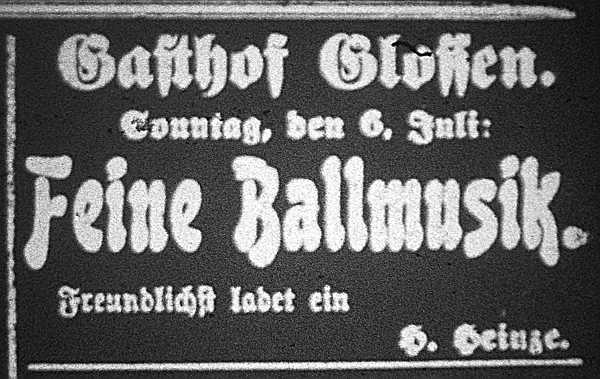 Gasthof Glossen.
Sonntag, den 6. Juli:
Feine Ballmusik.
Freundlichst ladet ein
H. Heinze.